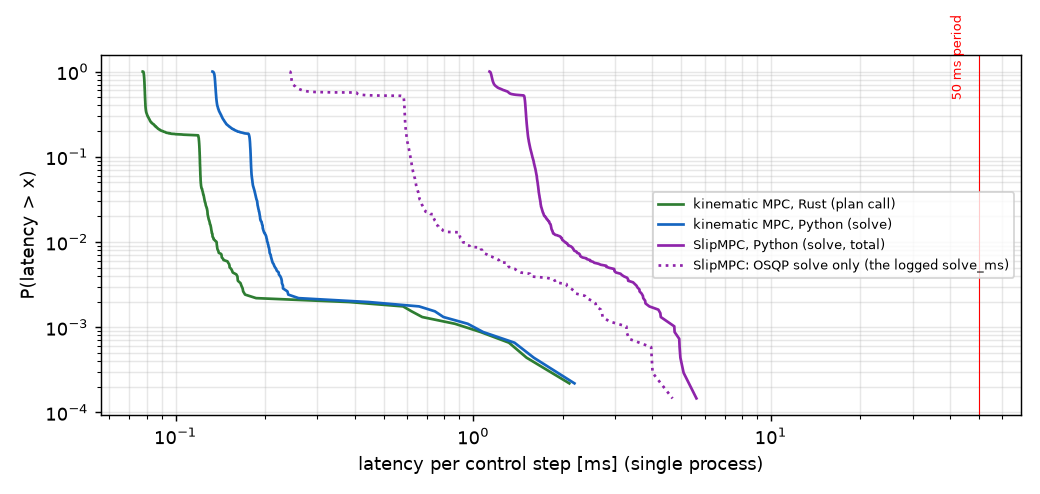 50 ms period
P(latency > x)
10⁰
10⁻¹
10⁻²
10⁻³
10⁻⁴
kinematic MPC, Rust (plan call)
kinematic MPC, Python (solve)
SlipMPC, Python (solve, total)
SlipMPC: OSQP solve only (the logged solve_ms)
10⁻¹ 10⁰ 10¹
latency per control step [ms] (single process)